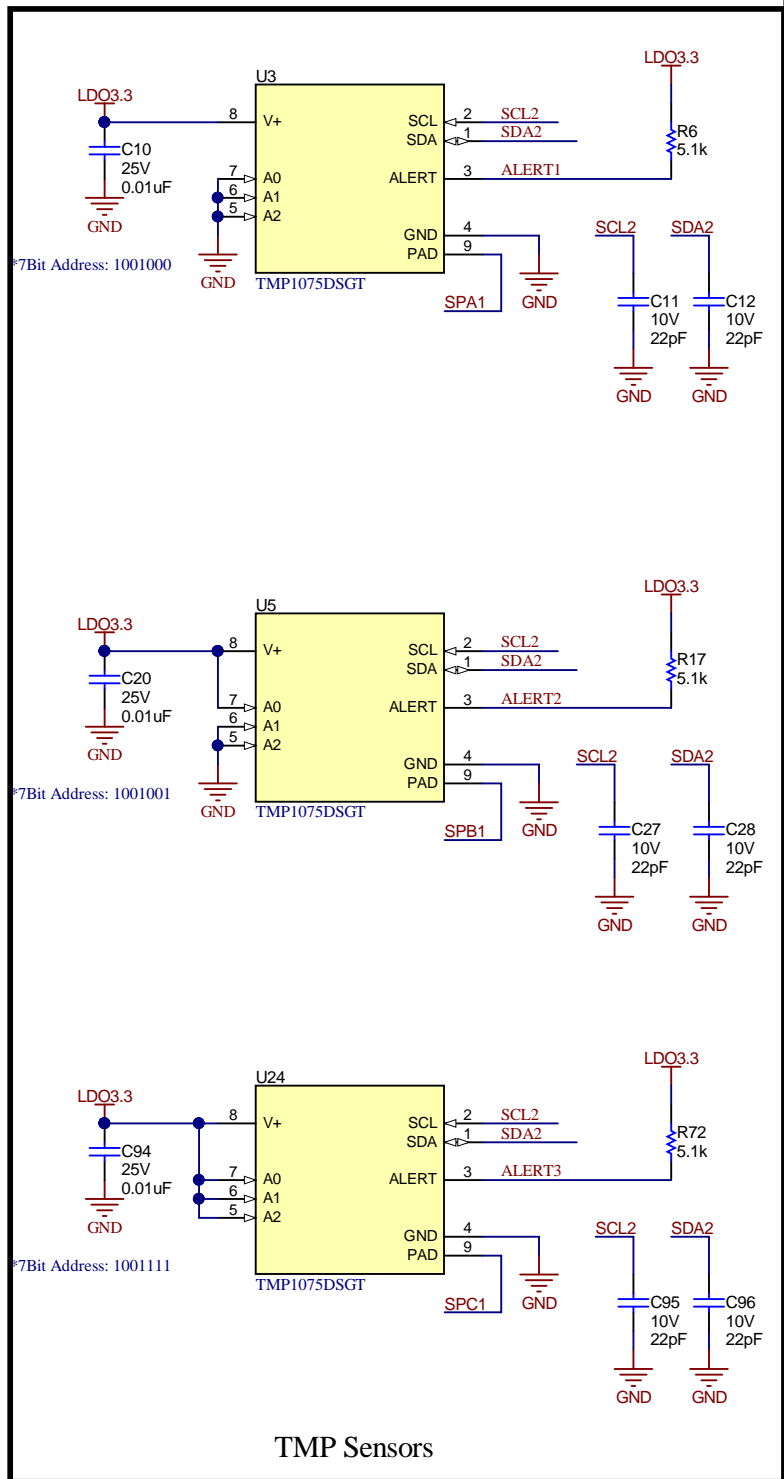 U3
LDO3.3
C10
25V
0.01uF
GND
*7Bit Address: 1001000
8
V+
7
A0
6
A1
5
A2
GND
SCL
2
SCL2
SDA
1
SDA2
ALERT
3
ALERT1
GND
4
PAD
9
GND
SPA1
TMP1075DSGT
LDO3.3
R6
5.1k
SCL2
SDA2
C11
10V
22pF
GND
C12
10V
22pF
GND
U5
LDO3.3
C20
25V
0.01uF
GND
*7Bit Address: 1001001
8
V+
7
A0
6
A1
5
A2
GND
SCL
2
SCL2
SDA
1
SDA2
ALERT
3
ALERT2
GND
4
PAD
9
GND
SPB1
TMP1075DSGT
LDO3.3
R17
5.1k
SCL2
SDA2
C27
10V
22pF
GND
C28
10V
22pF
GND
U24
LDO3.3
C94
25V
0.01uF
GND
*7Bit Address: 1001111
8
V+
7
A0
6
A1
5
A2
SCL
2
SCL2
SDA
1
SDA2
ALERT
3
ALERT3
GND
4
PAD
9
GND
SPC1
TMP1075DSGT
LDO3.3
R72
5.1k
SCL2
SDA2
C95
10V
22pF
GND
C96
10V
22pF
GND
TMP Sensors